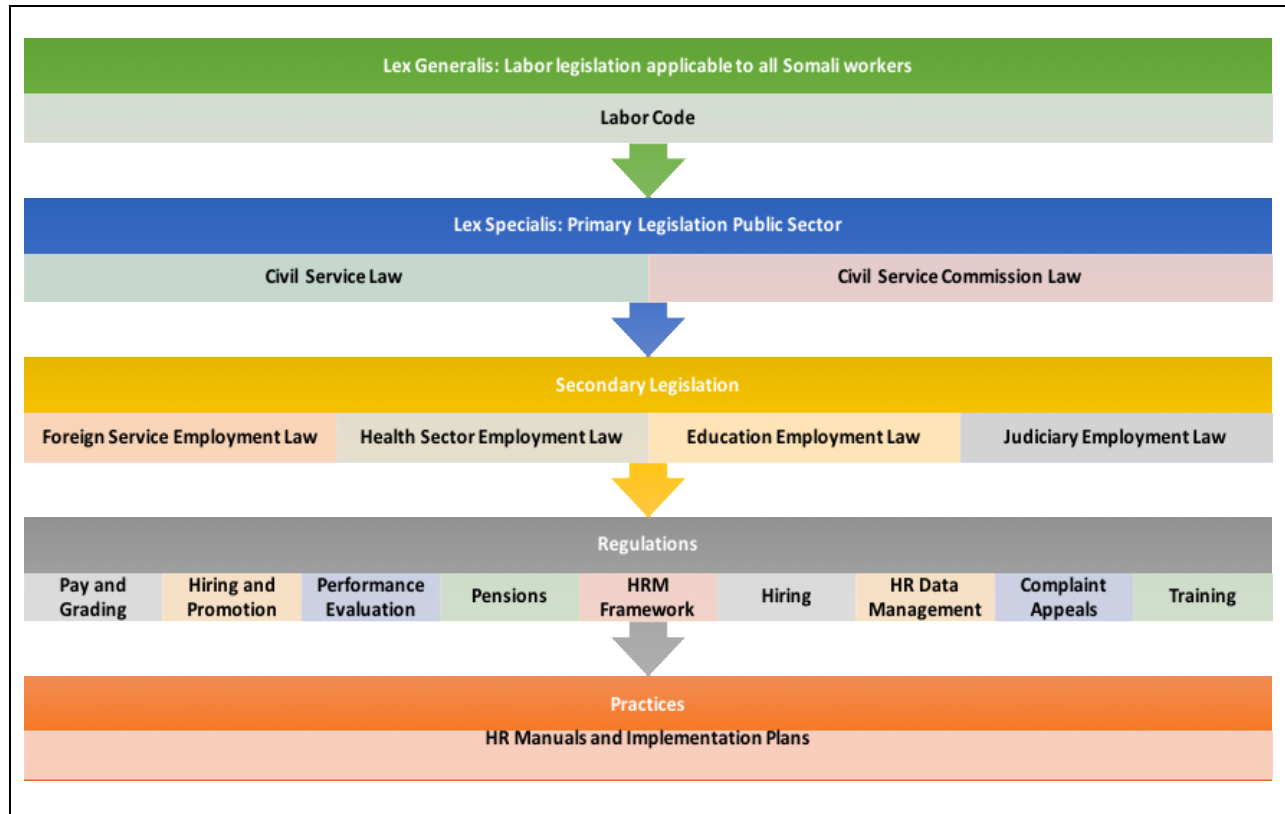 Lex Generalis: Labor legislation applicable to all Somali workers
Labor Code
Lex Specialis: Primary Legislation Public Sector
Civil Service Law
Civil Service Commission Law
Secondary Legislation
Foreign Service Employment Law
Health Sector Employment Law
Education Employment Law
Judiciary Employment Law
Regulations
Pay and
Grading
Hiring and
Promotion
Performance
Evaluation
Pensions
HRM
Framework
Hiring
HR Data
Management
Complaint
Appeals
Training
Practices
HR Manuals and Implementation Plans